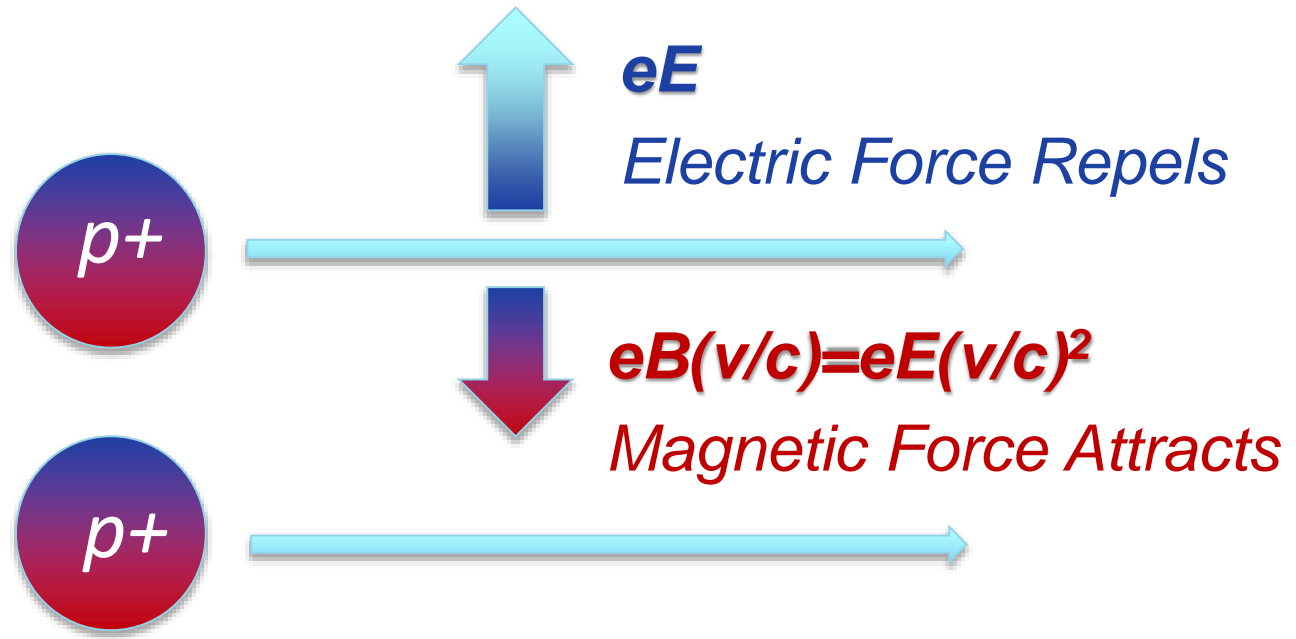 eE
Electric Force Repels
p+
eB(v/c)=eE(v/c)²
Magnetic Force Attracts
p+